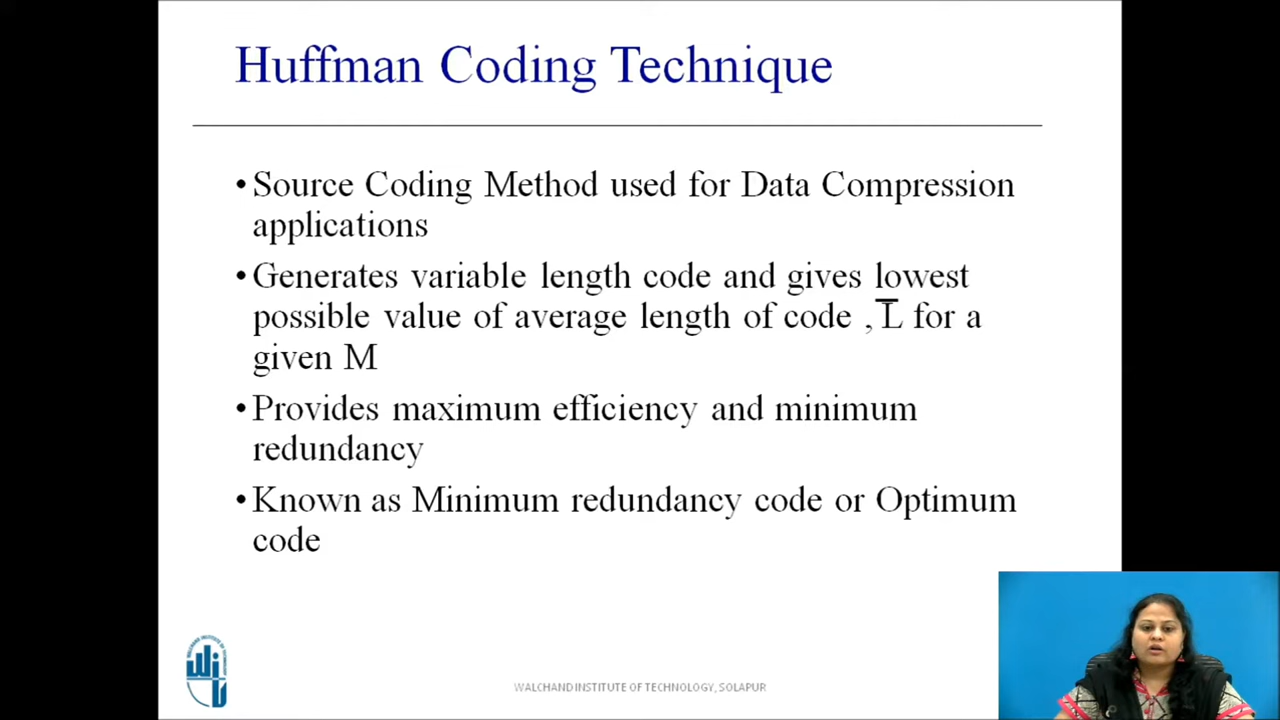 Huffman Coding Technique
•Source Coding Method used for Data Compression
applications
•Generates variable length code and gives lowest
possible value of average length of code , L̅ for a
given M
•Provides maximum efficiency and minimum
redundancy
•Known as Minimum redundancy code or Optimum
code
WALCHAND INSTITUTE OF TECHNOLOGY, SOLAPUR